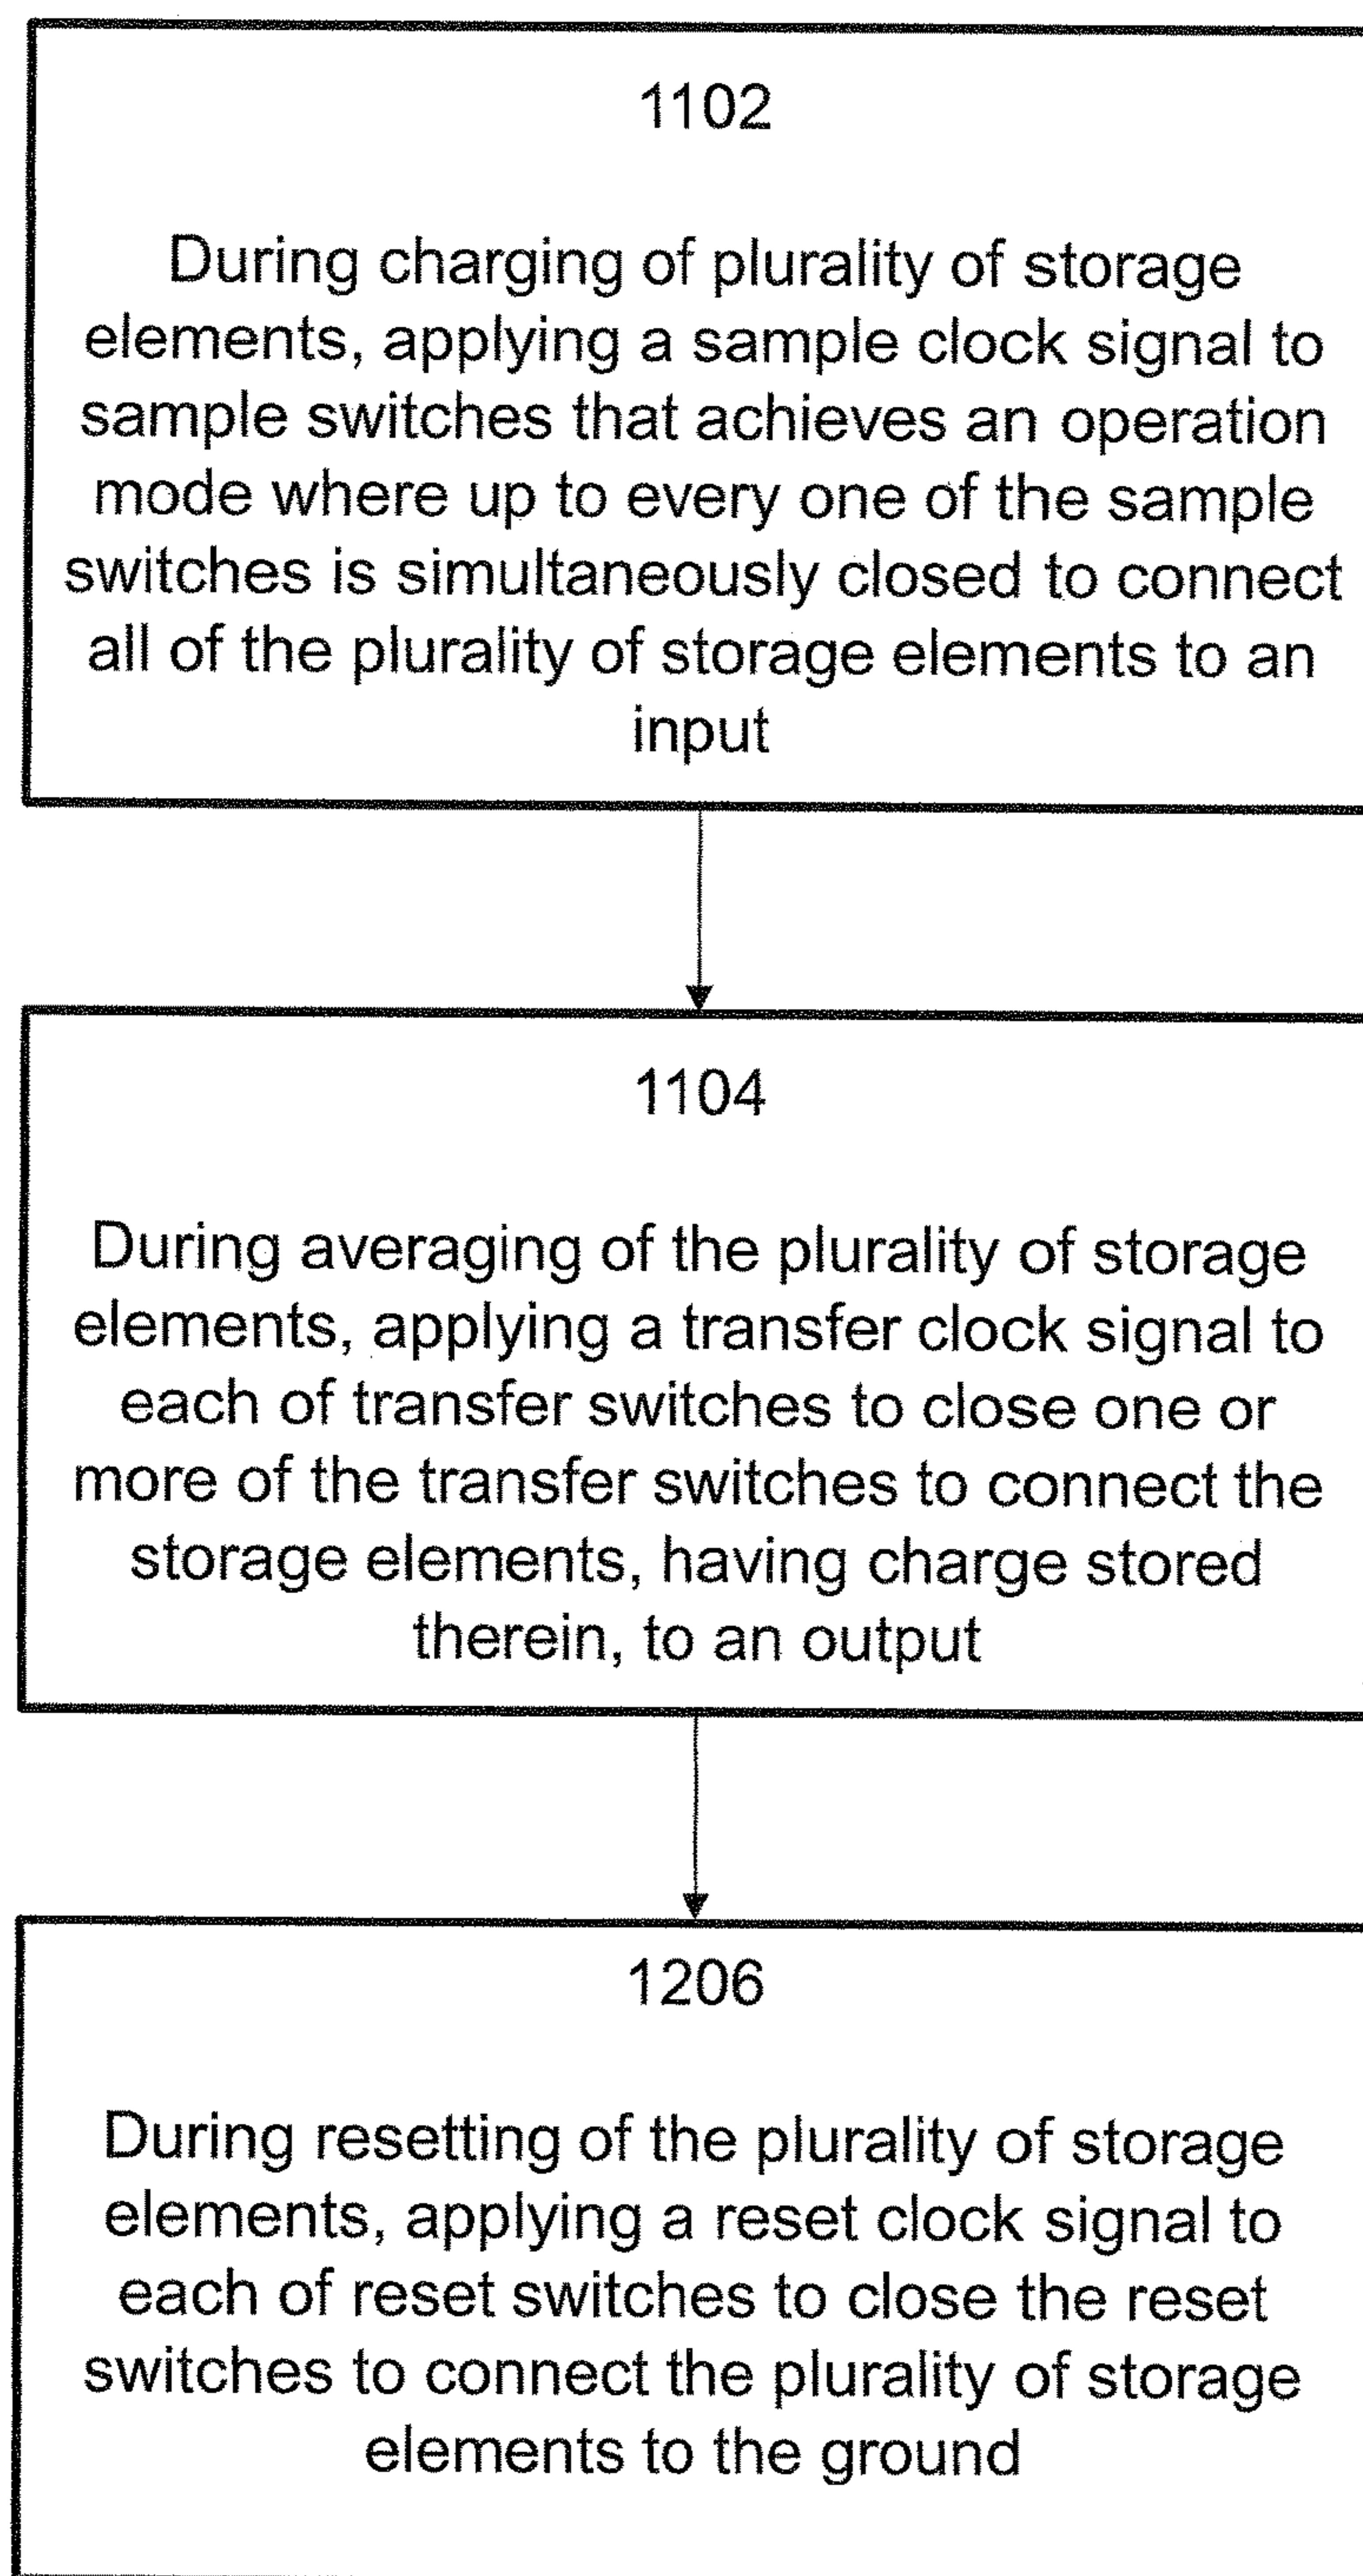 1102
During charging of plurality of storage
elements, applying a sample clock signal to
sample switches that achieves an operation
mode where up to every one of the sample
switches is simultaneously closed to connect
all of the plurality of storage elements to an
input
1104
During averaging of the plurality of storage
elements, applying a transfer clock signal to
each of transfer switches to close one or
more of the transfer switches to connect the
storage elements, having charge stored
therein, to an output
1206
During resetting of the plurality of storage
elements, applying a reset clock signal to
each of reset switches to close the reset
switches to connect the plurality of storage
elements to the ground